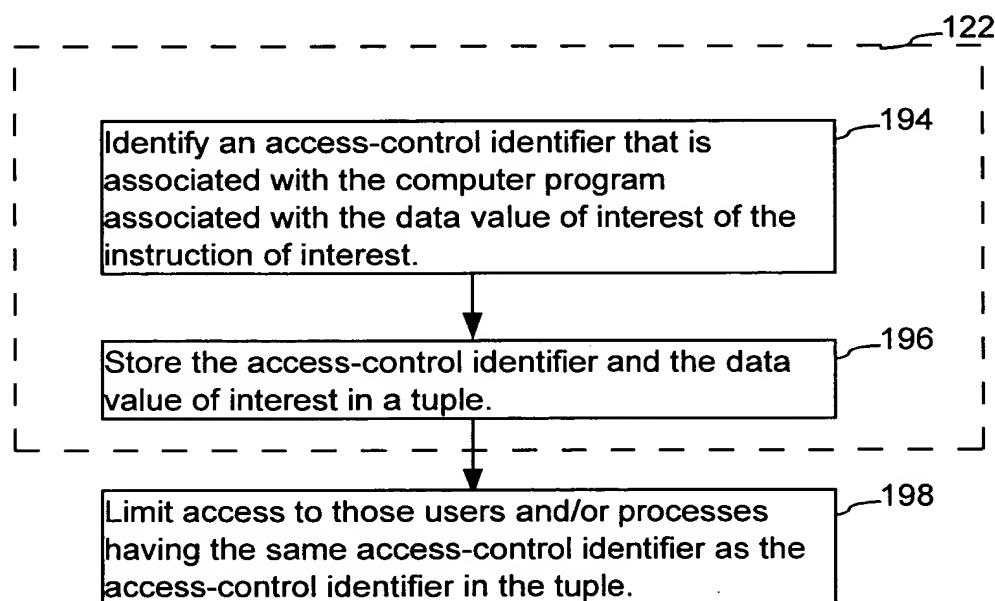 122
194
Identify an access-control identifier that is
associated with the computer program
associated with the data value of interest of the
instruction of interest.
196
Store the access-control identifier and the data
value of interest in a tuple.
198
Limit access to those users and/or processes
having the same access-control identifier as the
access-control identifier in the tuple.